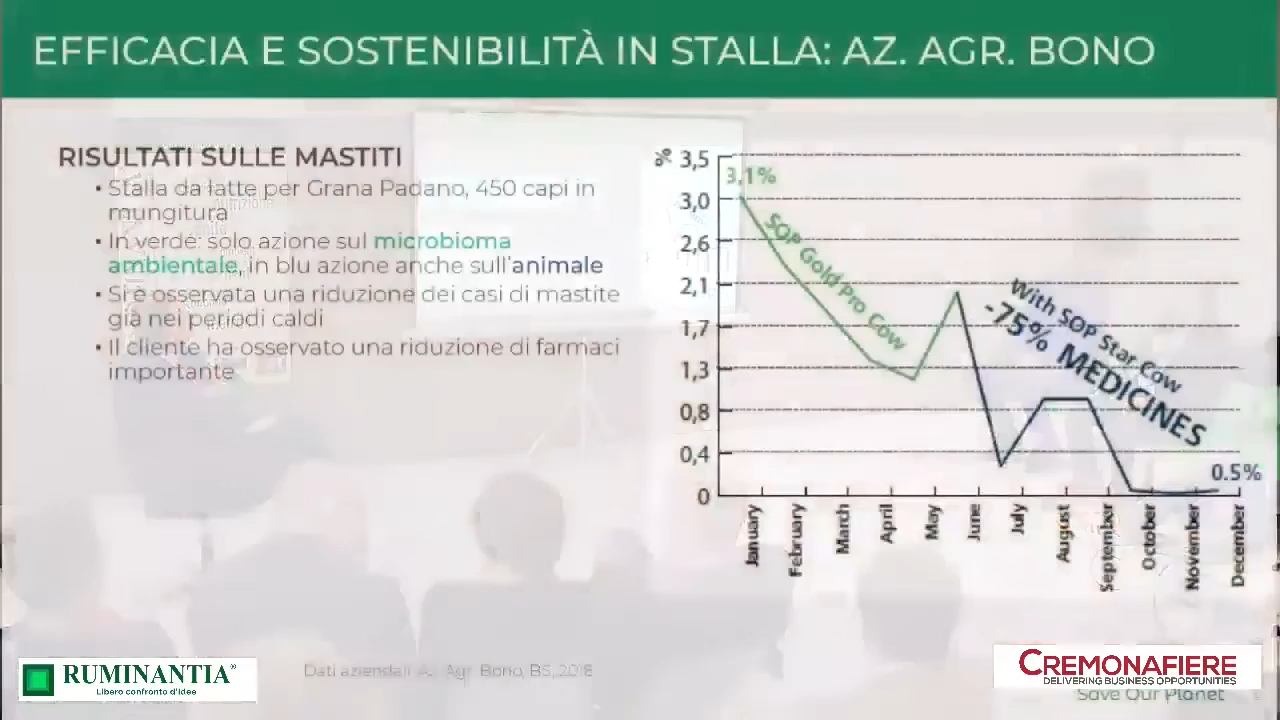 EFFICACIA E SOSTENIBILITÀ IN STALLA: AZ. AGR. BONO
RISULTATI SULLE MASTITI
• Stalla da latte per Grana Padano, 450 capi in
mungitura
• In verde: solo azione sul microbioma
ambientale, in blu azione anche sull'animale
• Si è osservata una riduzione dei casi di mastite
già nei periodi caldi
• Il cliente ha osservato una riduzione di farmaci
importante
%
3,5
3,0
2,6
2,1
1,7
1,3
0,8
0,4
0
3,1%
SOP Gold Pro Cow
With SOP Star Cow
-75% MEDICINES
0.5%
January
February
March
April
May
June
July
August
September
October
November
December
Dati aziendali Az. Agr. Bono, BS, 2018
RUMINANTIA®
Libero confronto d'idee
CREMONAFIERE
DELIVERING BUSINESS OPPORTUNITIES
Save Our Planet